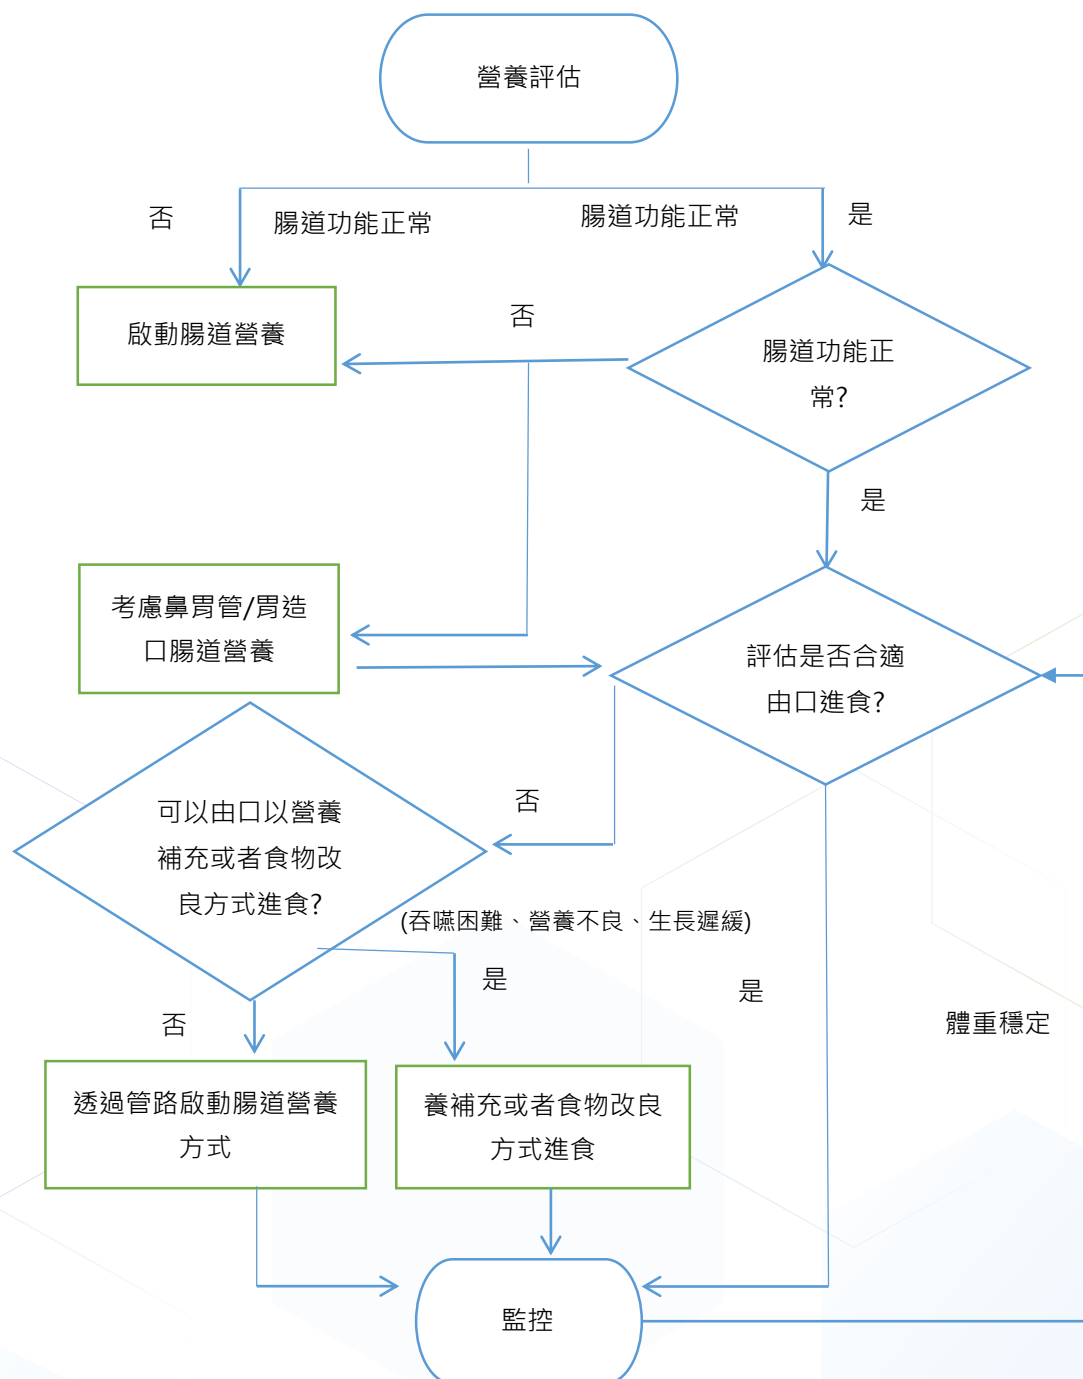 營養評估
否
腸道功能正常
腸道功能正常
是
啟動腸道營養
否
腸道功能正
常?
是
考慮鼻胃管/胃造
口腸道營養
評估是否合適
由口進食?
可以由口以營養
補充或者食物改
良方式進食?
否
(吞嚥困難、營養不良、生長遲緩)
是
是
否
體重穩定
透過管路啟動腸道營養
方式
養補充或者食物改良
方式進食
監控